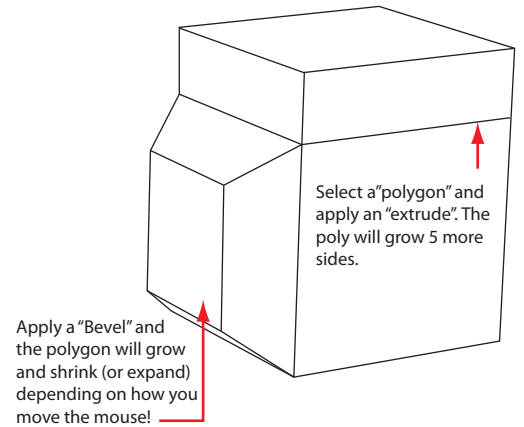 Select a"polygon" and
apply an "extrude". The
poly will grow 5 more
sides.
Apply a "Bevel" and
the polygon will grow
and shrink (or expand)
depending on how you
move the mouse!